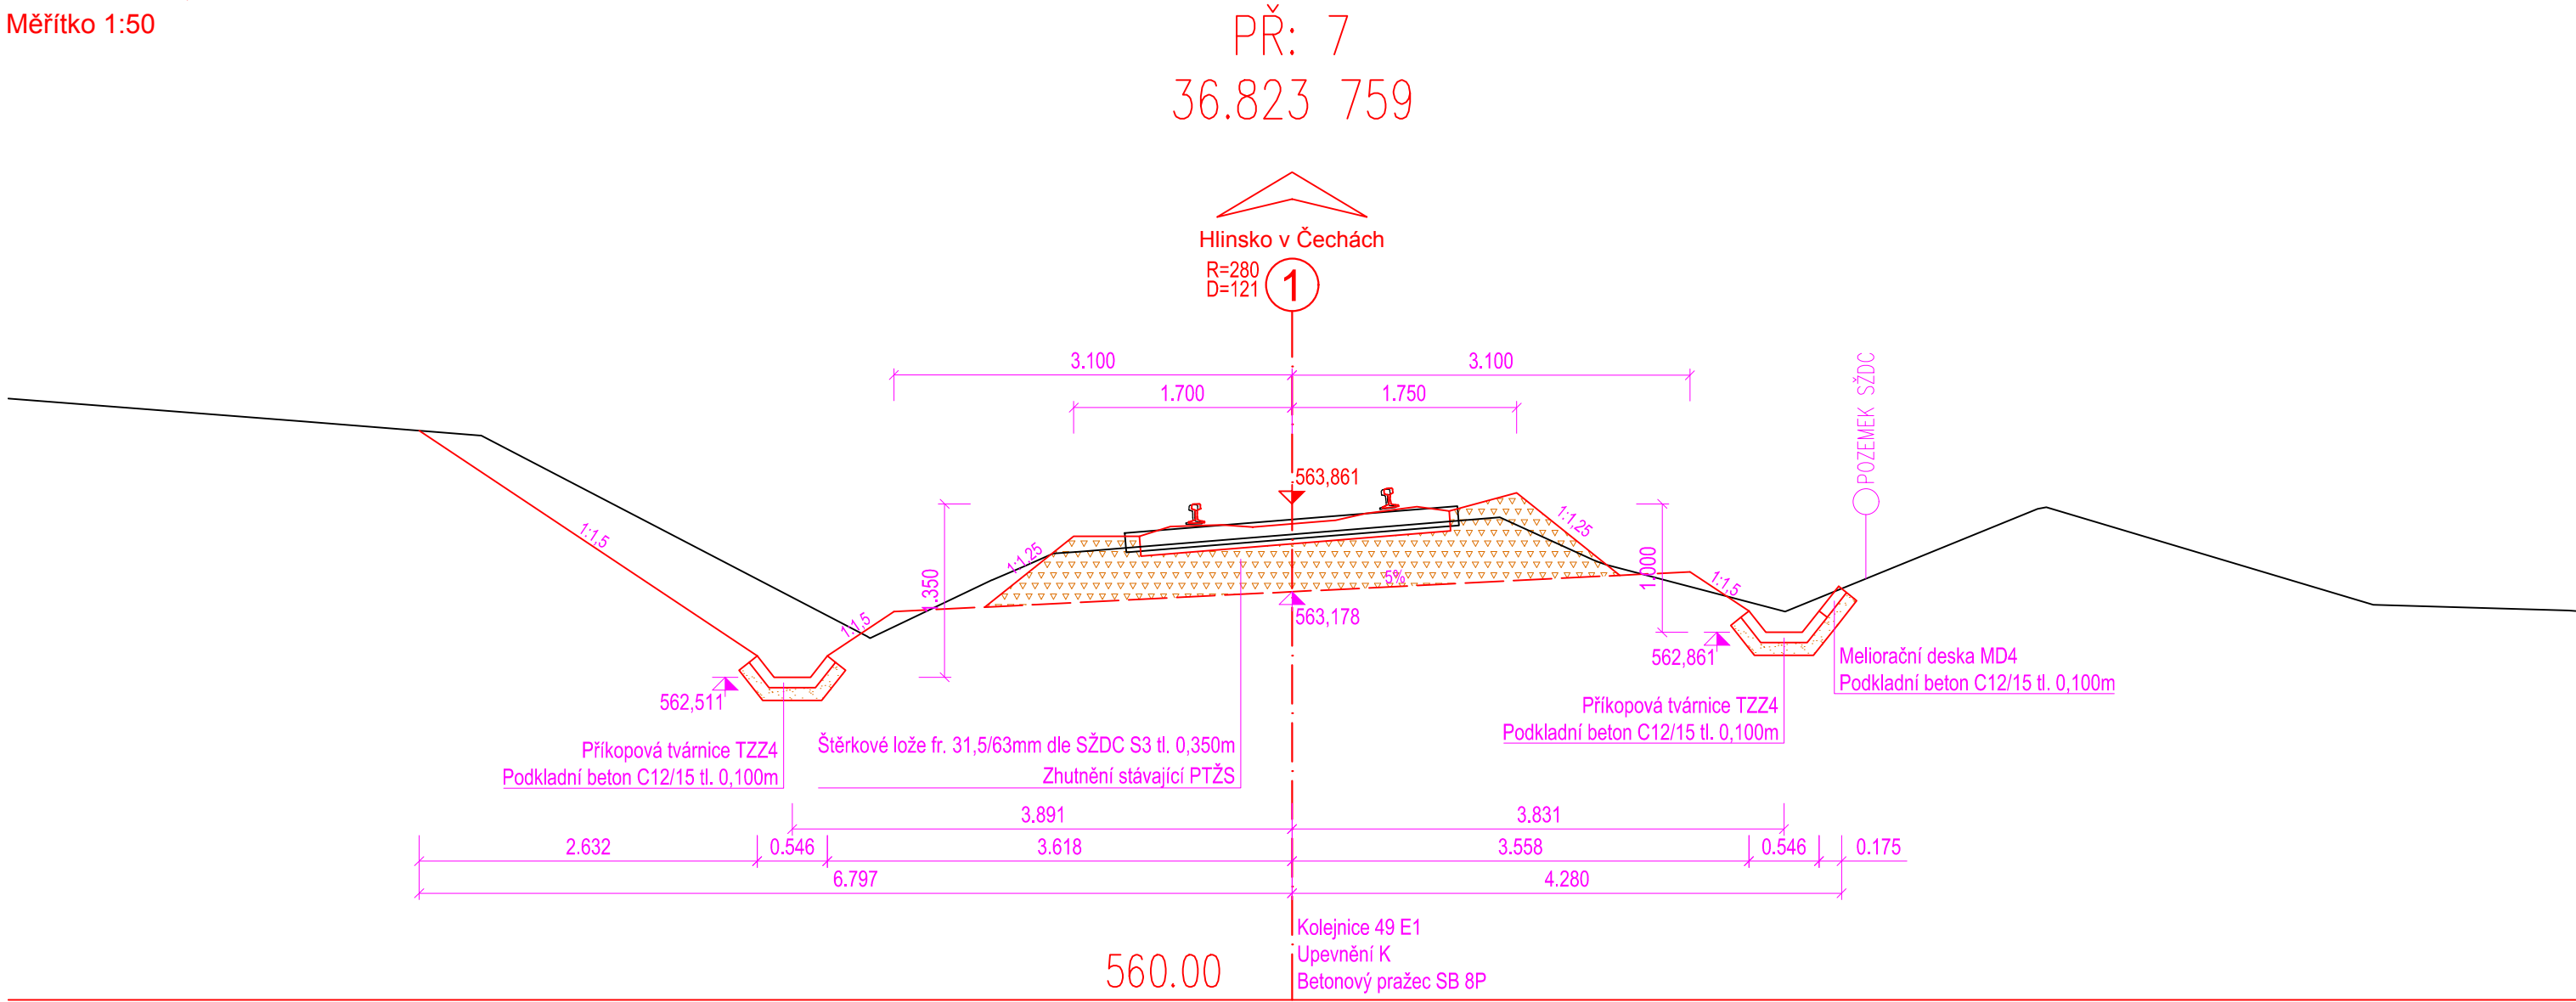 Měřítko 1:50
PŘ: 7
36.823 759
Hlinsko v Čechách
R=280
D=121
1
3.100
3.100
1.700
1.750
POZEMEK SŽDC
563,861
1:1,5
1:1,25
1:1,25
1.350
1.000
5%
1:1,5
1:1,5
563,178
562,511
562,861
Meliorační deska MD4
Podkladní beton C12/15 tl. 0,100m
Příkopová tvárnice TZZ4
Podkladní beton C12/15 tl. 0,100m
Příkopová tvárnice TZZ4
Podkladní beton C12/15 tl. 0,100m
Štěrkové lože fr. 31,5/63mm dle SŽDC S3 tl. 0,350m
Zhutnění stávající PTŽS
3.891
3.831
2.632
0.546
3.618
3.558
0.546
0.175
6.797
4.280
Kolejnice 49 E1
Upevnění K
Betonový pražec SB 8P
560.00